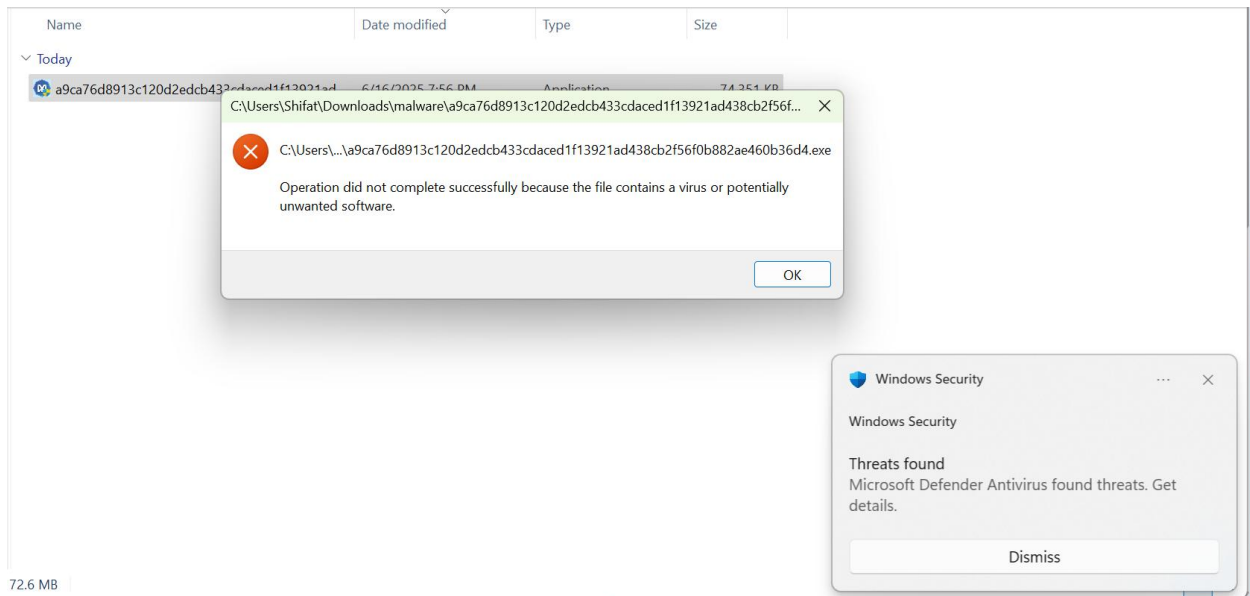 Name Date modified Type Size
Today
a9ca76d8913c120d2edcb433cdaced1f13921ad 6/16/2025 7:56 PM Application 74,351 KB
C:\Users\Shifat\Downloads\malware\a9ca76d8913c120d2edcb433cdaced1f13921ad438cb2f56f...
C:\Users\...\a9ca76d8913c120d2edcb433cdaced1f13921ad438cb2f56f0b882ae460b36d4.exe
Operation did not complete successfully because the file contains a virus or potentially
unwanted software.
OK
Windows Security
Windows Security
Threats found
Microsoft Defender Antivirus found threats. Get
details.
Dismiss
72.6 MB